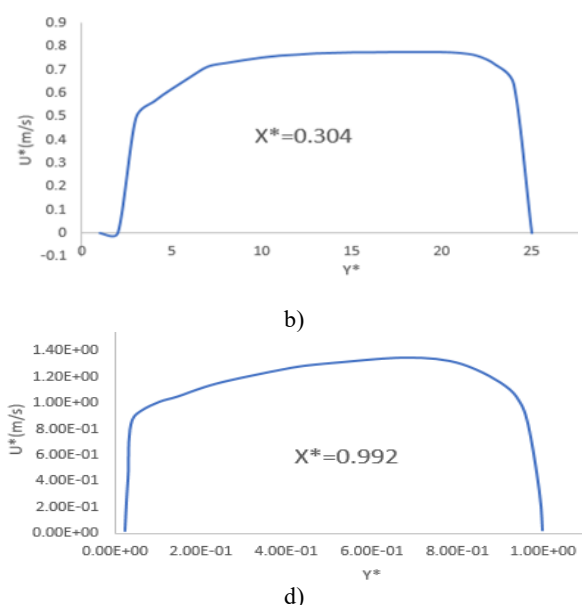 0.9
0.8
0.7
0.6
0.5
0.4
0.3
0.2
0.1
0
-0.1
U*(m/s)
X*=0.304
0 5 10 15 20 25
Y*
b)
1.40E+00
1.20E+00
1.00E+00
8.00E-01
6.00E-01
4.00E-01
2.00E-01
0.00E+00
U*(m/s)
X*=0.992
0.00E+00 2.00E-01 4.00E-01 6.00E-01 8.00E-01 1.00E+00
Y*
d)